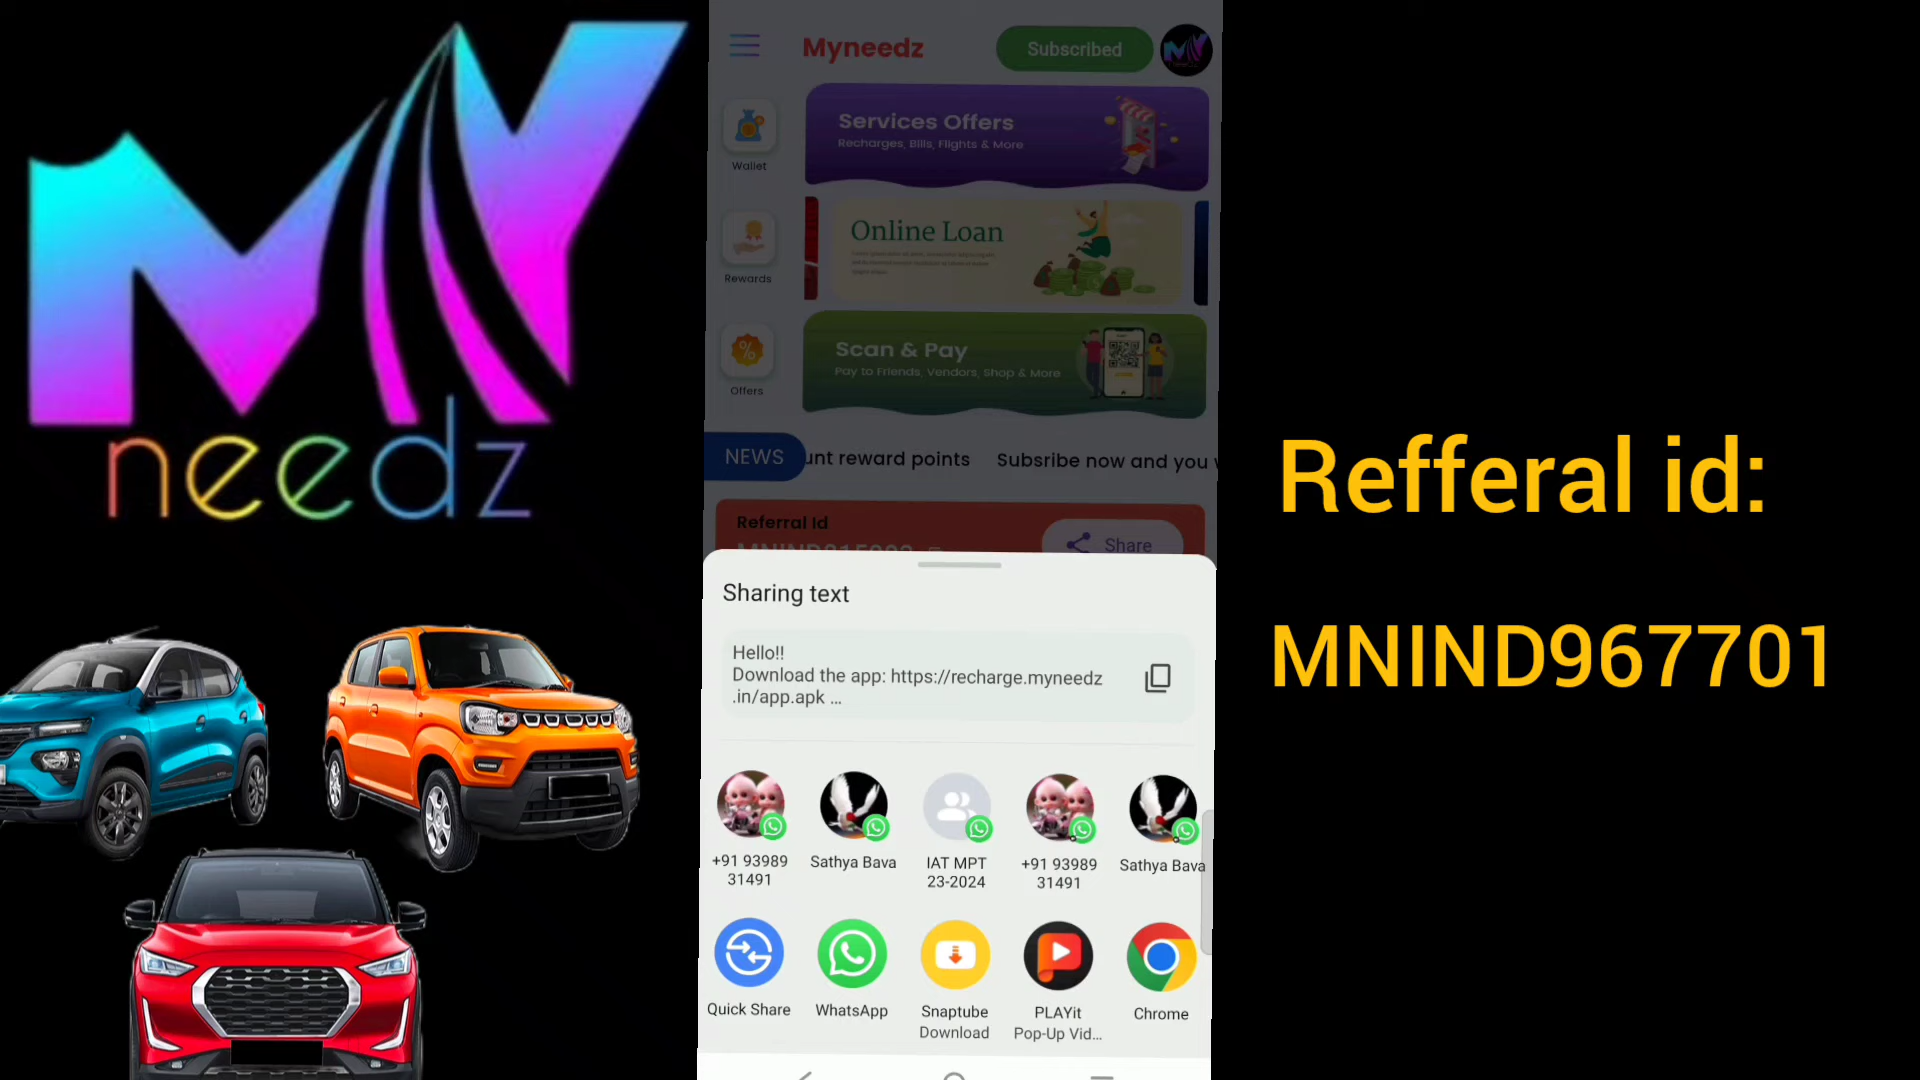 MY
needz
Myneedz
Subscribed
Wallet
Services Offers
Recharges, Bills, Flights & More
Rewards
Online Loan
Offers
Scan & Pay
Pay to Friends, Vendors, Shop & More
NEWS
unt reward points Subsribe now and you
Referral Id
Share
Sharing text
Hello!!
Download the app: https://recharge.myneedz
.in/app.apk ...
+91 93989
31491
Sathya Bava
IAT MPT
23-2024
+91 93989
31491
Sathya Bava
Quick Share
WhatsApp
Snaptube
Download
PLAYit
Pop-Up Vid...
Chrome
Refferal id:
MNIND967701